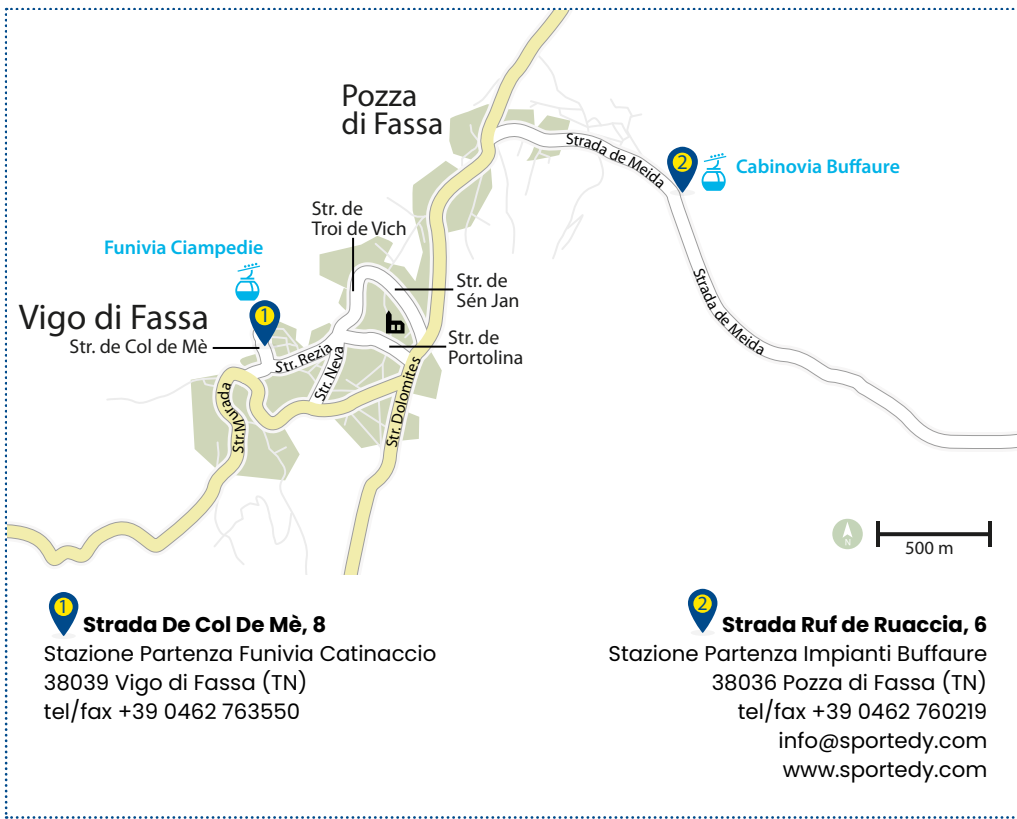 Pozza
di Fassa
Strada de Meida
2
Cabinovia Buffaure
Str. de
Troi de Vich
Funivia Ciampedie
Str. de
Sén Jan
Vigo di Fassa
1
Str. de Col de Mè
Str. Rezia
Str. de
Portolina
Str. Neva
Strada de Meida
Str.Murada
Str. Dolomites
N
500 m
1
Strada De Col De Mè, 8
Stazione Partenza Funivia Catinaccio
38039 Vigo di Fassa (TN)
tel/fax +39 0462 763550
2
Strada Ruf de Ruaccia, 6
Stazione Partenza Impianti Buffaure
38036 Pozza di Fassa (TN)
tel/fax +39 0462 760219
info@sportedy.com
www.sportedy.com